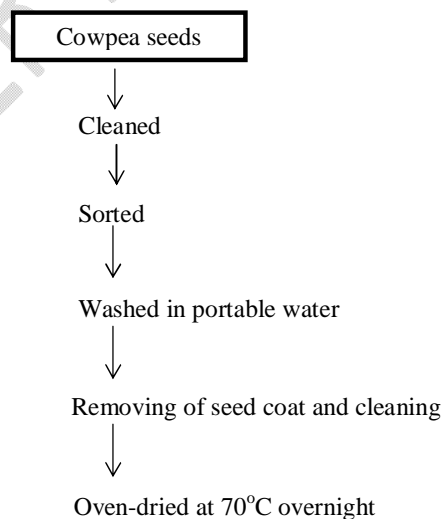 Cowpea seeds
Cleaned
Sorted
Washed in portable water
Removing of seed coat and cleaning
Oven-dried at 70°C overnight